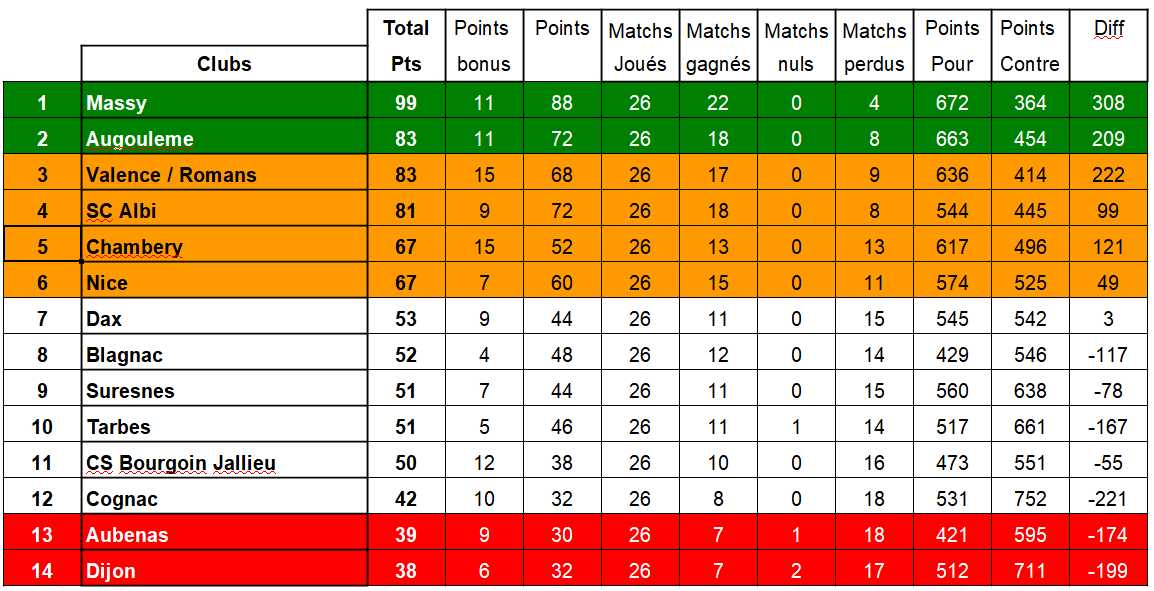 Total Pts Points bonus Points Matchs Joués Matchs gagnés Matchs nuls Matchs perdus Points Pour Points Contre Diff
Clubs
1 Massy 99 11 88 26 22 0 4 672 364 308
2 Augouleme 83 11 72 26 18 0 8 663 454 209
3 Valence / Romans 83 15 68 26 17 0 9 636 414 222
4 SC Albi 81 9 72 26 18 0 8 544 445 99
5 Chambery 67 15 52 26 13 0 13 617 496 121
6 Nice 67 7 60 26 15 0 11 574 525 49
7 Dax 53 9 44 26 11 0 15 545 542 3
8 Blagnac 52 4 48 26 12 0 14 429 546 -117
9 Suresnes 51 7 44 26 11 0 15 560 638 -78
10 Tarbes 51 5 46 26 11 1 14 517 661 -167
11 CS Bourgoin Jallieu 50 12 38 26 10 0 16 473 551 -55
12 Cognac 42 10 32 26 8 0 18 531 752 -221
13 Aubenas 39 9 30 26 7 1 18 421 595 -174
14 Dijon 38 6 32 26 7 2 17 512 711 -199